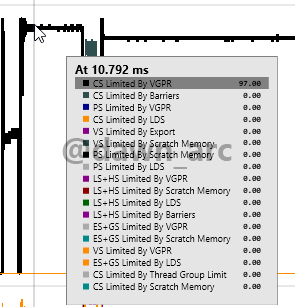 At 10.792 ms
CS Limited By VGPR 97.00
CS Limited By Barriers 0.00
PS Limited By VGPR 0.00
CS Limited By LDS 0.00
VS Limited By Export 0.00
VS Limited By Scratch Memory 0.00
PS Limited By Scratch Memory 0.00
PS Limited By LDS 0.00
LS+HS Limited By VGPR 0.00
LS+HS Limited By Scratch Memory 0.00
LS+HS Limited By LDS 0.00
LS+HS Limited By Barriers 0.00
ES+GS Limited By VGPR 0.00
ES+GS Limited By Scratch Memory 0.00
VS Limited By VGPR 0.00
ES+GS Limited By LDS 0.00
CS Limited By Thread Group Limit 0.00
CS Limited By Scratch Memory 0.00